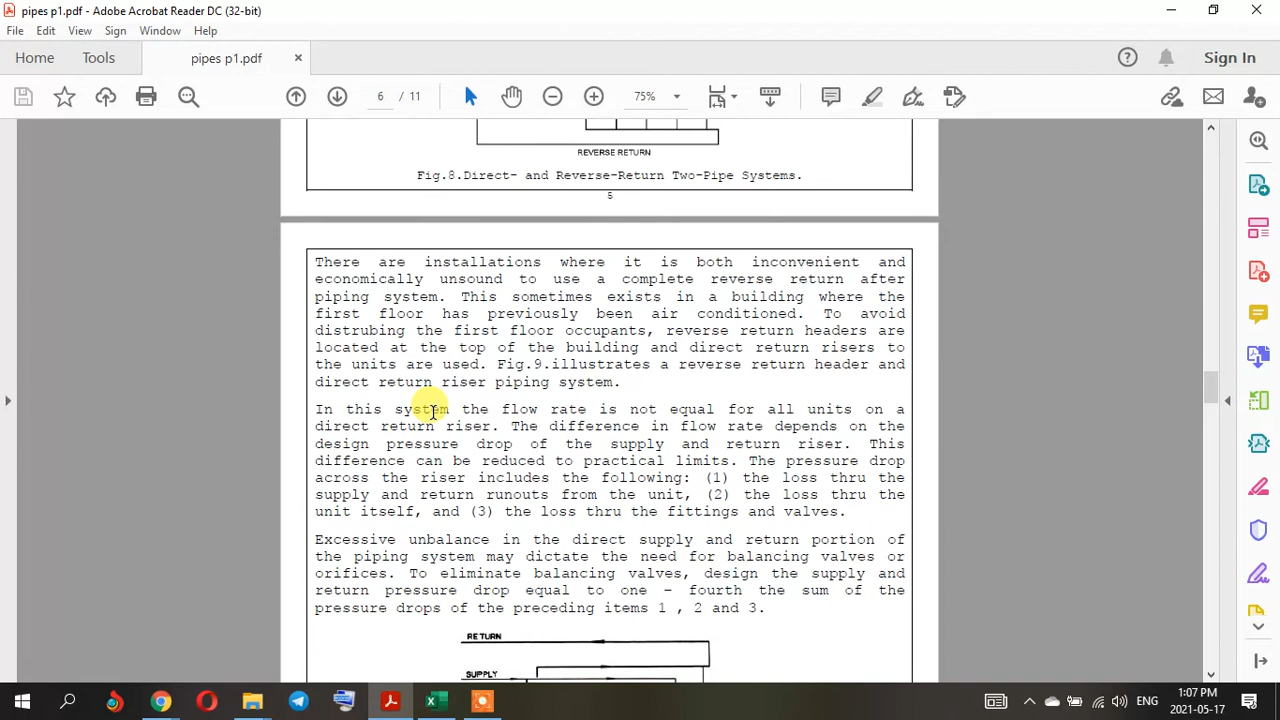 pipes p1.pdf - Adobe Acrobat Reader DC (32-bit)
File Edit View Sign Window Help
Home Tools pipes p1.pdf × Sign In
6 / 11 75%
REVERSE RETURN
Fig.8.Direct- and Reverse-Return Two-Pipe Systems.
5
There are installations where it is both inconvenient and
economically unsound to use a complete reverse return after
piping system. This sometimes exists in a building where the
first floor has previously been air conditioned. To avoid
distrubing the first floor occupants, reverse return headers are
located at the top of the building and direct return risers to
the units are used. Fig.9.illustrates a reverse return header and
direct return riser piping system.
In this system the flow rate is not equal for all units on a
direct return riser. The difference in flow rate depends on the
design pressure drop of the supply and return riser. This
difference can be reduced to practical limits. The pressure drop
across the riser includes the following: (1) the loss thru the
supply and return runouts from the unit, (2) the loss thru the
unit itself, and (3) the loss thru the fittings and valves.
Excessive unbalance in the direct supply and return portion of
the piping system may dictate the need for balancing valves or
orifices. To eliminate balancing valves, design the supply and
return pressure drop equal to one - fourth the sum of the
pressure drops of the preceding items 1 , 2 and 3.
RETURN
SUPPLY
ENG
1:07 PM
2021-05-17